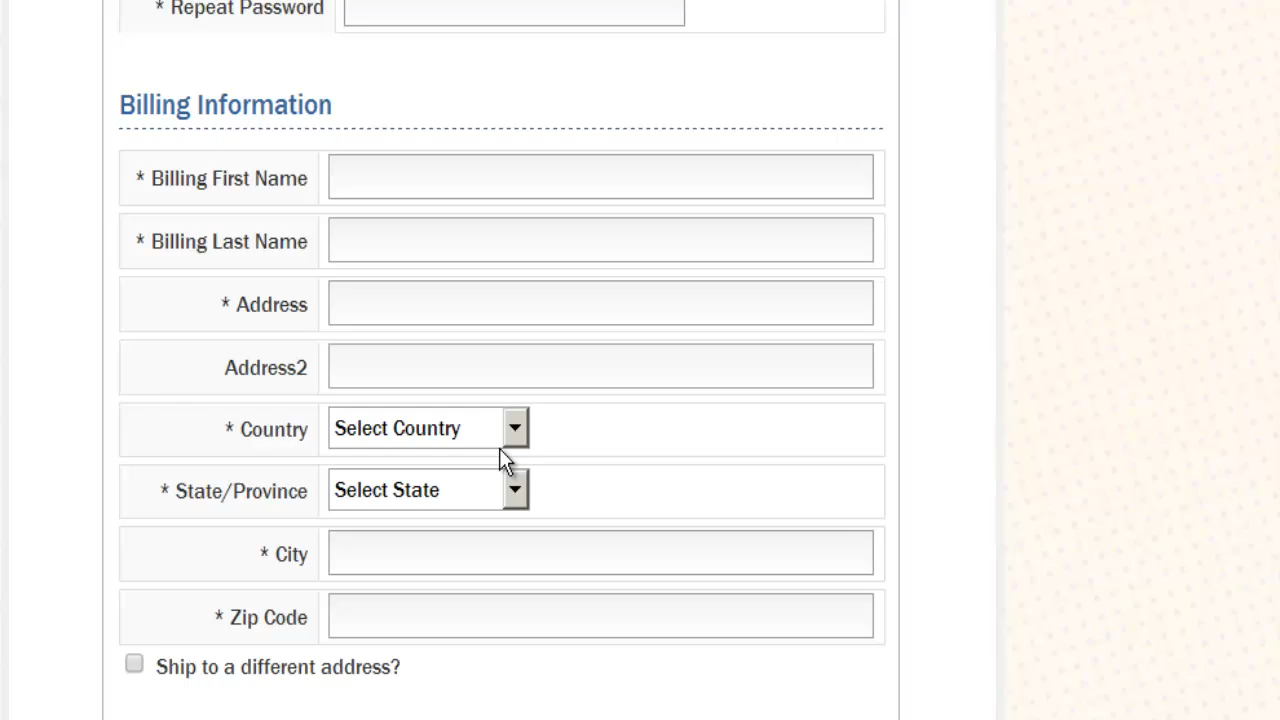 * Repeat Password
Billing Information
* Billing First Name
* Billing Last Name
* Address
Address2
* Country Select Country
* State/Province Select State
* City
* Zip Code
Ship to a different address?